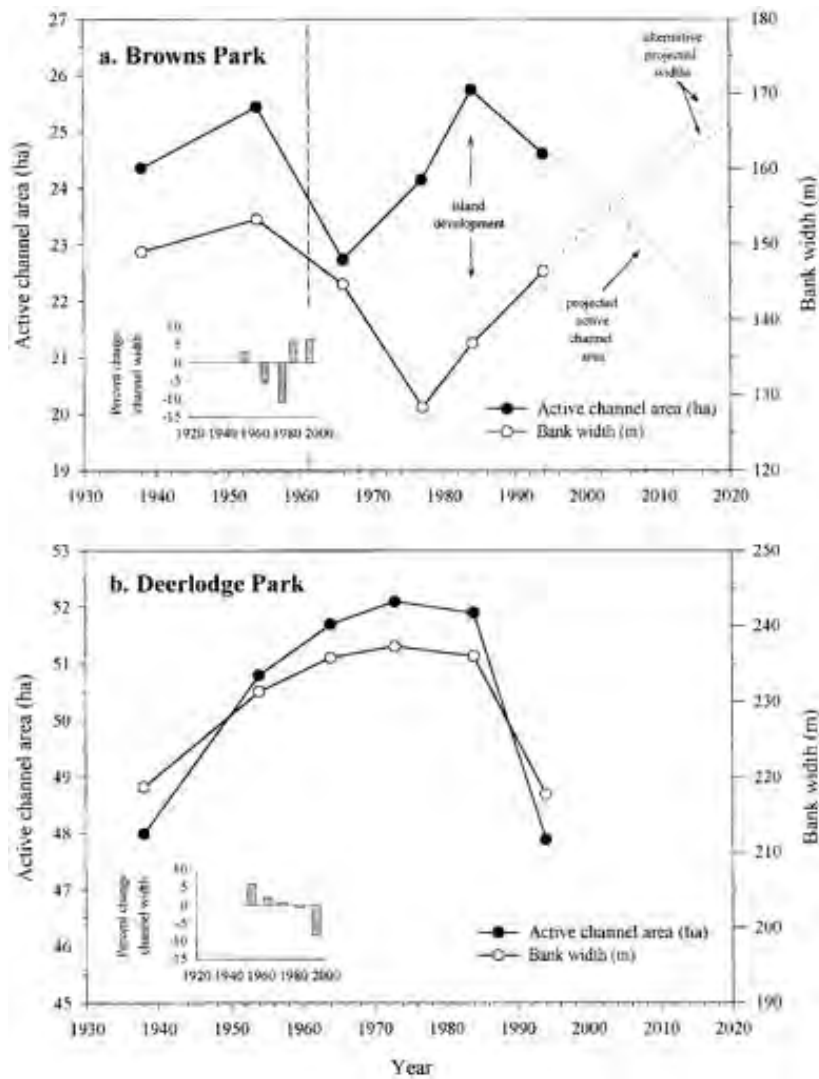 a. Browns Park
Active channel area (ha)
27
26
25
24
23
22
21
20
19
180
170
160
150
140
130
120
Bank width (m)
alternative
projected
widths
island
development
projected
active
channel
area
Percent change
channel width
10
5
0
-5
-10
-15
1920 1940 1960 1980 2000
Active channel area (ha)
Bank width (m)
1930 1940 1950 1960 1970 1980 1990 2000 2010 2020
b. Deerlodge Park
Active channel area (ha)
53
52
51
50
49
48
47
46
45
250
240
230
220
210
200
190
Bank width (m)
Percent change
channel width
10
5
0
-5
-10
-15
1920 1940 1960 1980 2000
Active channel area (ha)
Bank width (m)
1930 1940 1950 1960 1970 1980 1990 2000 2010 2020
Year